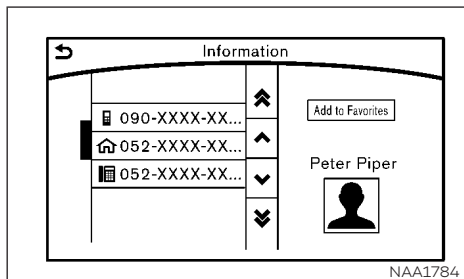 Information
090-XXXX-XX...
052-XXXX-XX...
052-XXXX-XX...
Add to Favorites
Peter Piper
NAA1784